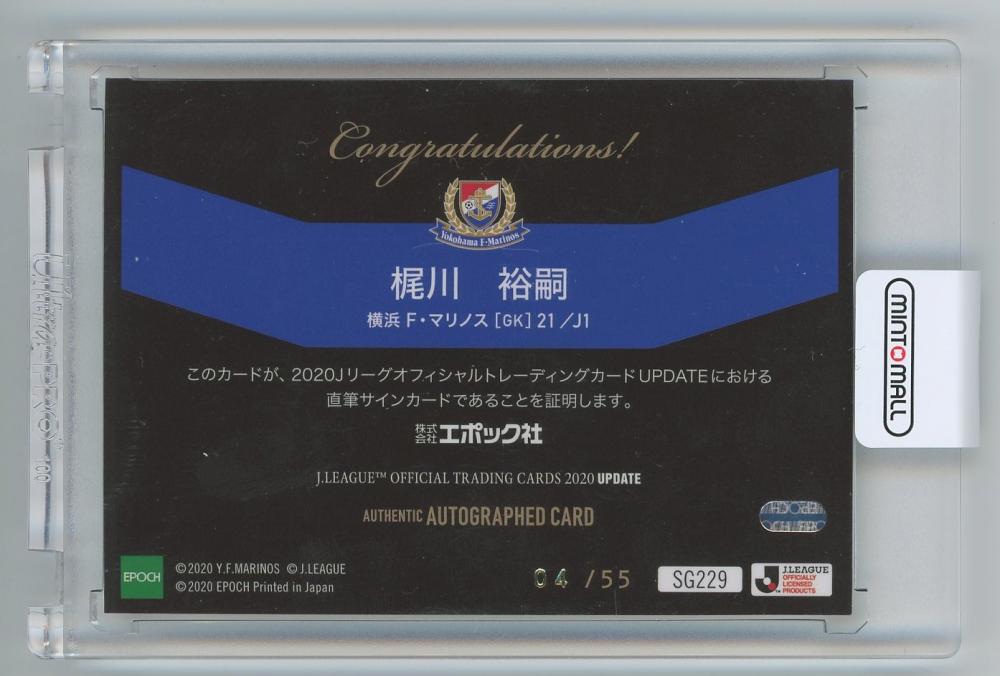 Congratulations!
Yokohama F・Marinos
梶川 裕嗣
横浜 F・マリノス [GK] 21/J1
このカードが、2020Jリーグオフィシャルトレーディングカード UPDATEにおける
直筆サインカードであることを証明します。
株式会社エポック社
J.LEAGUE™ OFFICIAL TRADING CARDS 2020 UPDATE
AUTHENTIC AUTOGRAPHED CARD
EPOCH
©2020 Y.F.MARINOS ©J.LEAGUE
©2020 EPOCH Printed in Japan
04 /55
SG229
J.LEAGUE
OFFICIALLY
LICENSED
PRODUCTS
MINT MALL
100